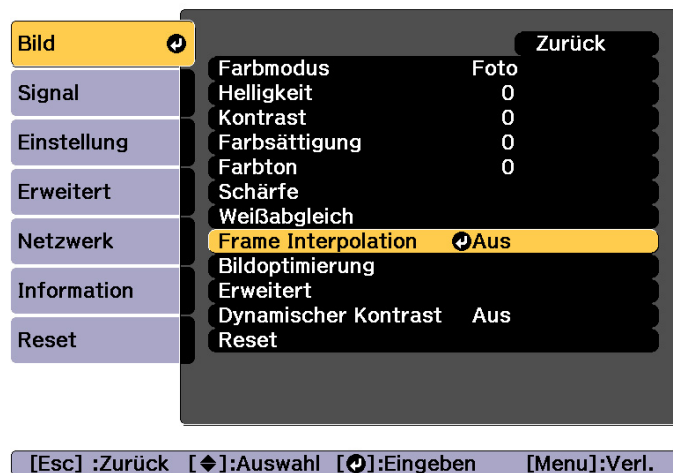 Bild
Signal
Einstellung
Erweitert
Netzwerk
Information
Reset
Zurück
Farbmodus Foto
Helligkeit 0
Kontrast 0
Farbsättigung 0
Farbton 0
Schärfe
Weißabgleich
Frame Interpolation Aus
Bildoptimierung
Erweitert
Dynamischer Kontrast Aus
Reset
[Esc] :Zurück [◆]:Auswahl [↵]:Eingeben [Menu]:Verl.